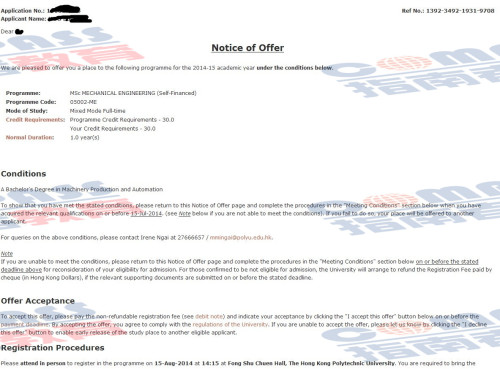 Application No.: 1
Ref No.: 1392-3492-1931-9708
Applicant Name:
Dear
Notice of Offer
We are pleased to offer you a place to the following programme for the 2014-15 academic year under the conditions below.
Programme: MSc MECHANICAL ENGINEERING (Self-Financed)
Programme Code: 05002-ME
Mode of Study: Mixed Mode Full-time
Credit Requirements: Programme Credit Requirements - 30.0
Your Credit Requirements - 30.0
Normal Duration: 1.0 year(s)
Conditions
A Bachelor's Degree in Machinery Production and Automation
To show that you have met the stated conditions, please return to this Notice of Offer page and complete the procedures in the "Meeting Conditions" section below when you have
acquired the relevant qualifications on or before 15-Jul-2014. (see Note below if you are not able to meet the conditions). If you fail to do so, your place will be offered to another
applicant.
For queries on the above conditions, please contact Irene Ngai at 27666657 / mmingai@polyu.edu.hk.
Note
If you are unable to meet the conditions, please return to this Notice of Offer page and complete the procedures in the "Meeting Conditions" section below on or before the stated
deadline above for reconsideration of your eligibility for admission. For those confirmed to be not eligible for admission, the University will arrange to refund the Registration Fee paid by
cheque (in Hong Kong Dollars), if the relevant supporting documents are submitted on or before the stated deadline.
Offer Acceptance
To accept this offer, please pay the non-refundable registration fee (see debit note) and indicate your acceptance by clicking the "I accept this offer" button below on or before the
payment deadline. By accepting the offer, you agree to comply with the regulations of the University. If you are unable to accept the offer, please let us know by clicking the "I decline
this offer" button to enable early release of the study place to another eligible applicant.
Registration Procedures
Please attend in person to register in the programme on 15-Aug-2014 at 14:15 at Fong Shu Chuen Hall, The Hong Kong Polytechnic University. You are required to bring the